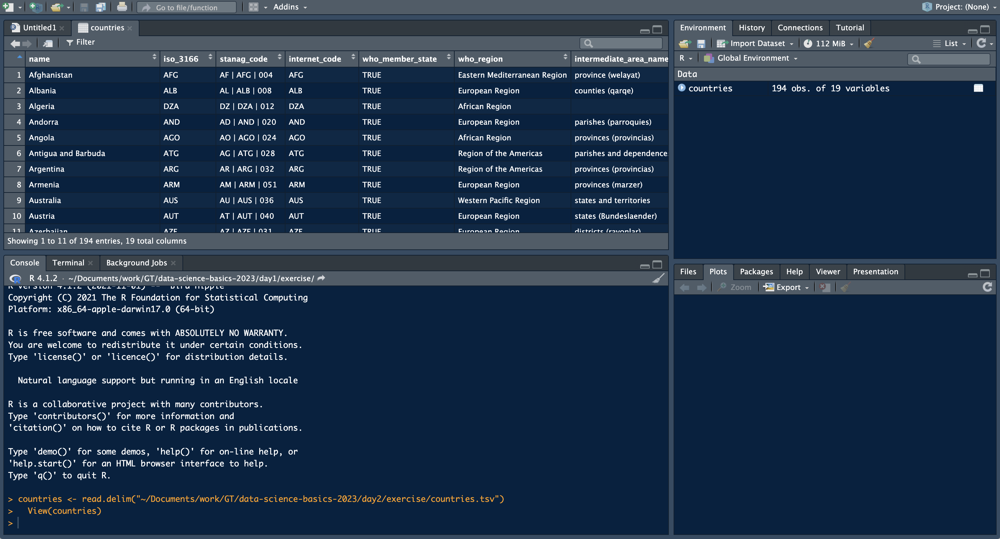 Go to file/function Addins Project: (None)
Untitled1 countries
Filter
name iso_3166 stanag_code internet_code who_member_state who_region intermediate_area_name
1 Afghanistan AFG AF | AFG | 004 AFG TRUE Eastern Mediterranean Region province (welayat)
2 Albania ALB AL | ALB | 008 ALB TRUE European Region counties (qarqe)
3 Algeria DZA DZ | DZA | 012 DZA TRUE African Region
4 Andorra AND AD | AND | 020 AND TRUE European Region parishes (parroquies)
5 Angola AGO AO | AGO | 024 AGO TRUE African Region provinces (provincias)
6 Antigua and Barbuda ATG AG | ATG | 028 ATG TRUE Region of the Americas parishes and dependence
7 Argentina ARG AR | ARG | 032 ARG TRUE Region of the Americas provinces (provincias)
8 Armenia ARM AM | ARM | 051 ARM TRUE European Region provinces (marzer)
9 Australia AUS AU | AUS | 036 AUS TRUE Western Pacific Region states and territories
10 Austria AUT AT | AUT | 040 AUT TRUE European Region states (Bundeslaender)
11 Azerbaijan AZE AZ | AZE | 031 AZE TRUE European Region districts (rayonlar)
Showing 1 to 11 of 194 entries, 19 total columns
Console Terminal Background Jobs
R 4.1.2 · ~/Documents/work/GT/data-science-basics-2023/day1/exercise/
R version 4.1.2 (2021-11-01) -- "Bird Hippie"
Copyright (C) 2021 The R Foundation for Statistical Computing
Platform: x86_64-apple-darwin17.0 (64-bit)
R is free software and comes with ABSOLUTELY NO WARRANTY.
You are welcome to redistribute it under certain conditions.
Type 'license()' or 'licence()' for distribution details.
Natural language support but running in an English locale
R is a collaborative project with many contributors.
Type 'contributors()' for more information and
'citation()' on how to cite R or R packages in publications.
Type 'demo()' for some demos, 'help()' for on-line help, or
'help.start()' for an HTML browser interface to help.
Type 'q()' to quit R.
> countries <- read.delim("~/Documents/work/GT/data-science-basics-2023/day2/exercise/countries.tsv")
> View(countries)
>
Environment History Connections Tutorial
Import Dataset 112 MiB List
R Global Environment
Data
countries 194 obs. of 19 variables
Files Plots Packages Help Viewer Presentation
Zoom Export